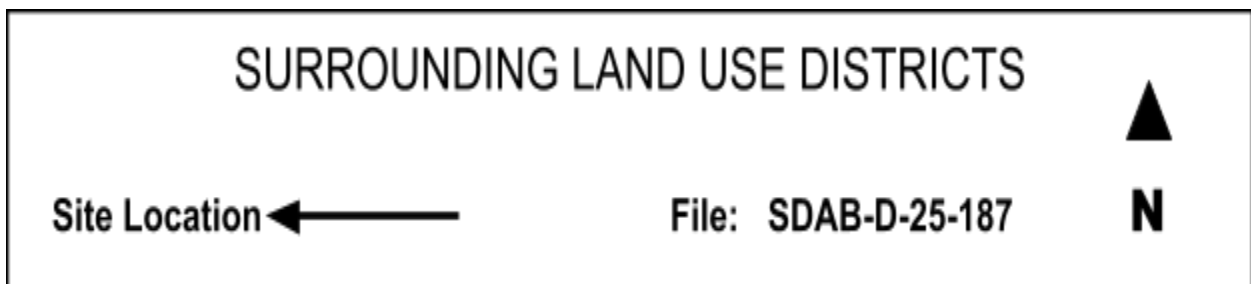 SURROUNDING LAND USE DISTRICTS
Site Location File: SDAB-D-25-187 N